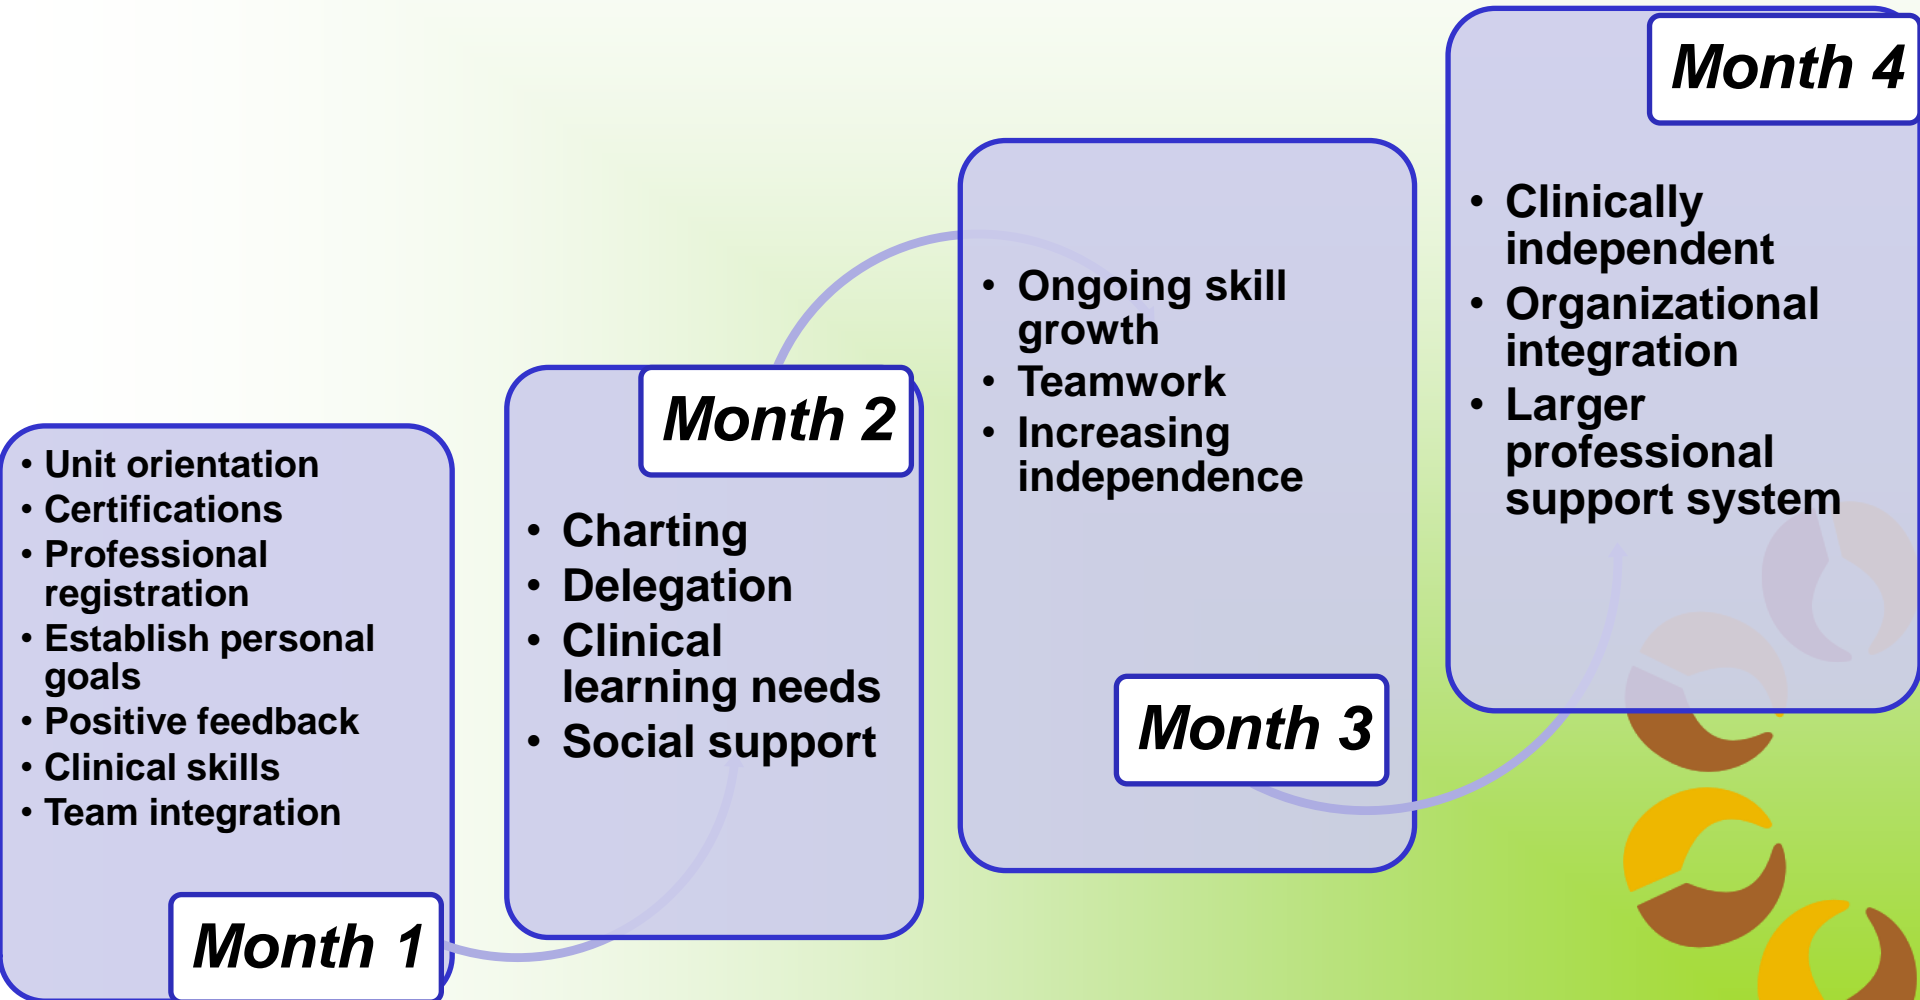 • Unit orientation
• Certifications
• Professional
registration
• Establish personal
goals
• Positive feedback
• Clinical skills
• Team integration
Month 1
Month 2
• Charting
• Delegation
• Clinical
learning needs
• Social support
• Ongoing skill
growth
• Teamwork
• Increasing
independence
Month 3
Month 4
• Clinically
independent
• Organizational
integration
• Larger
professional
support system